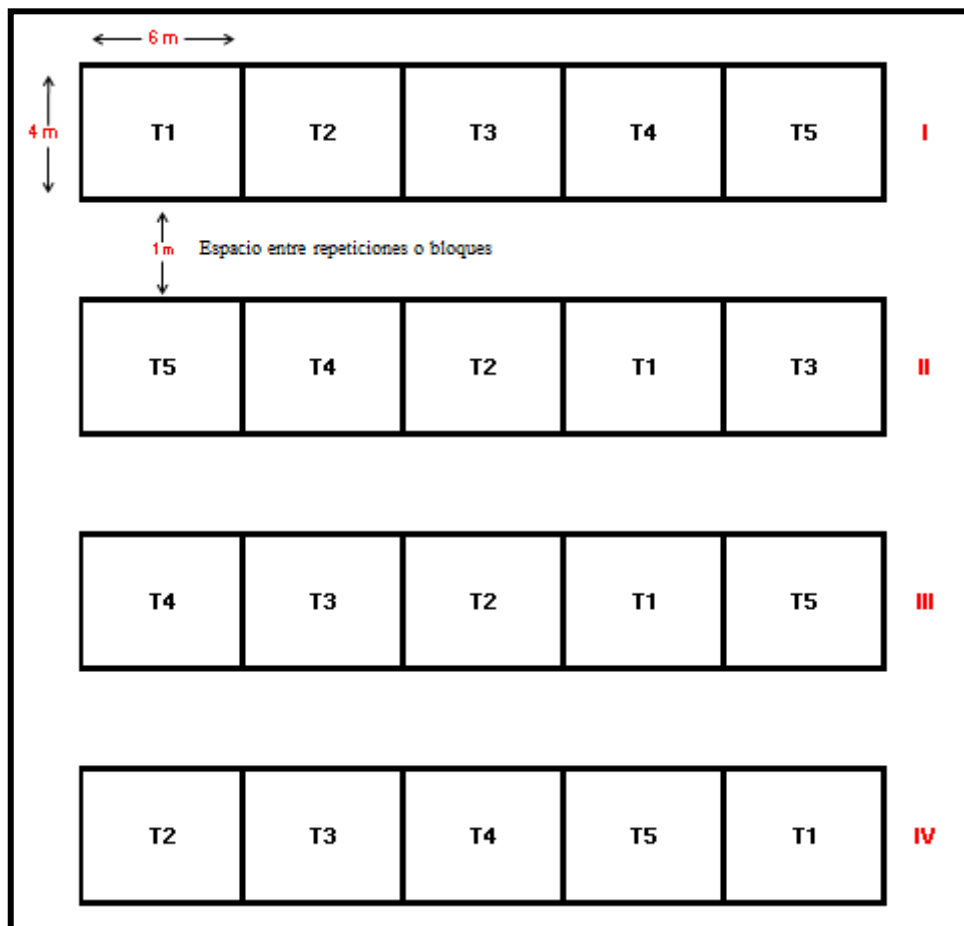 6 m
4 m
T1 T2 T3 T4 T5 I
1 m Espacio entre repeticiones o bloques
T5 T4 T2 T1 T3 II
T4 T3 T2 T1 T5 III
T2 T3 T4 T5 T1 IV